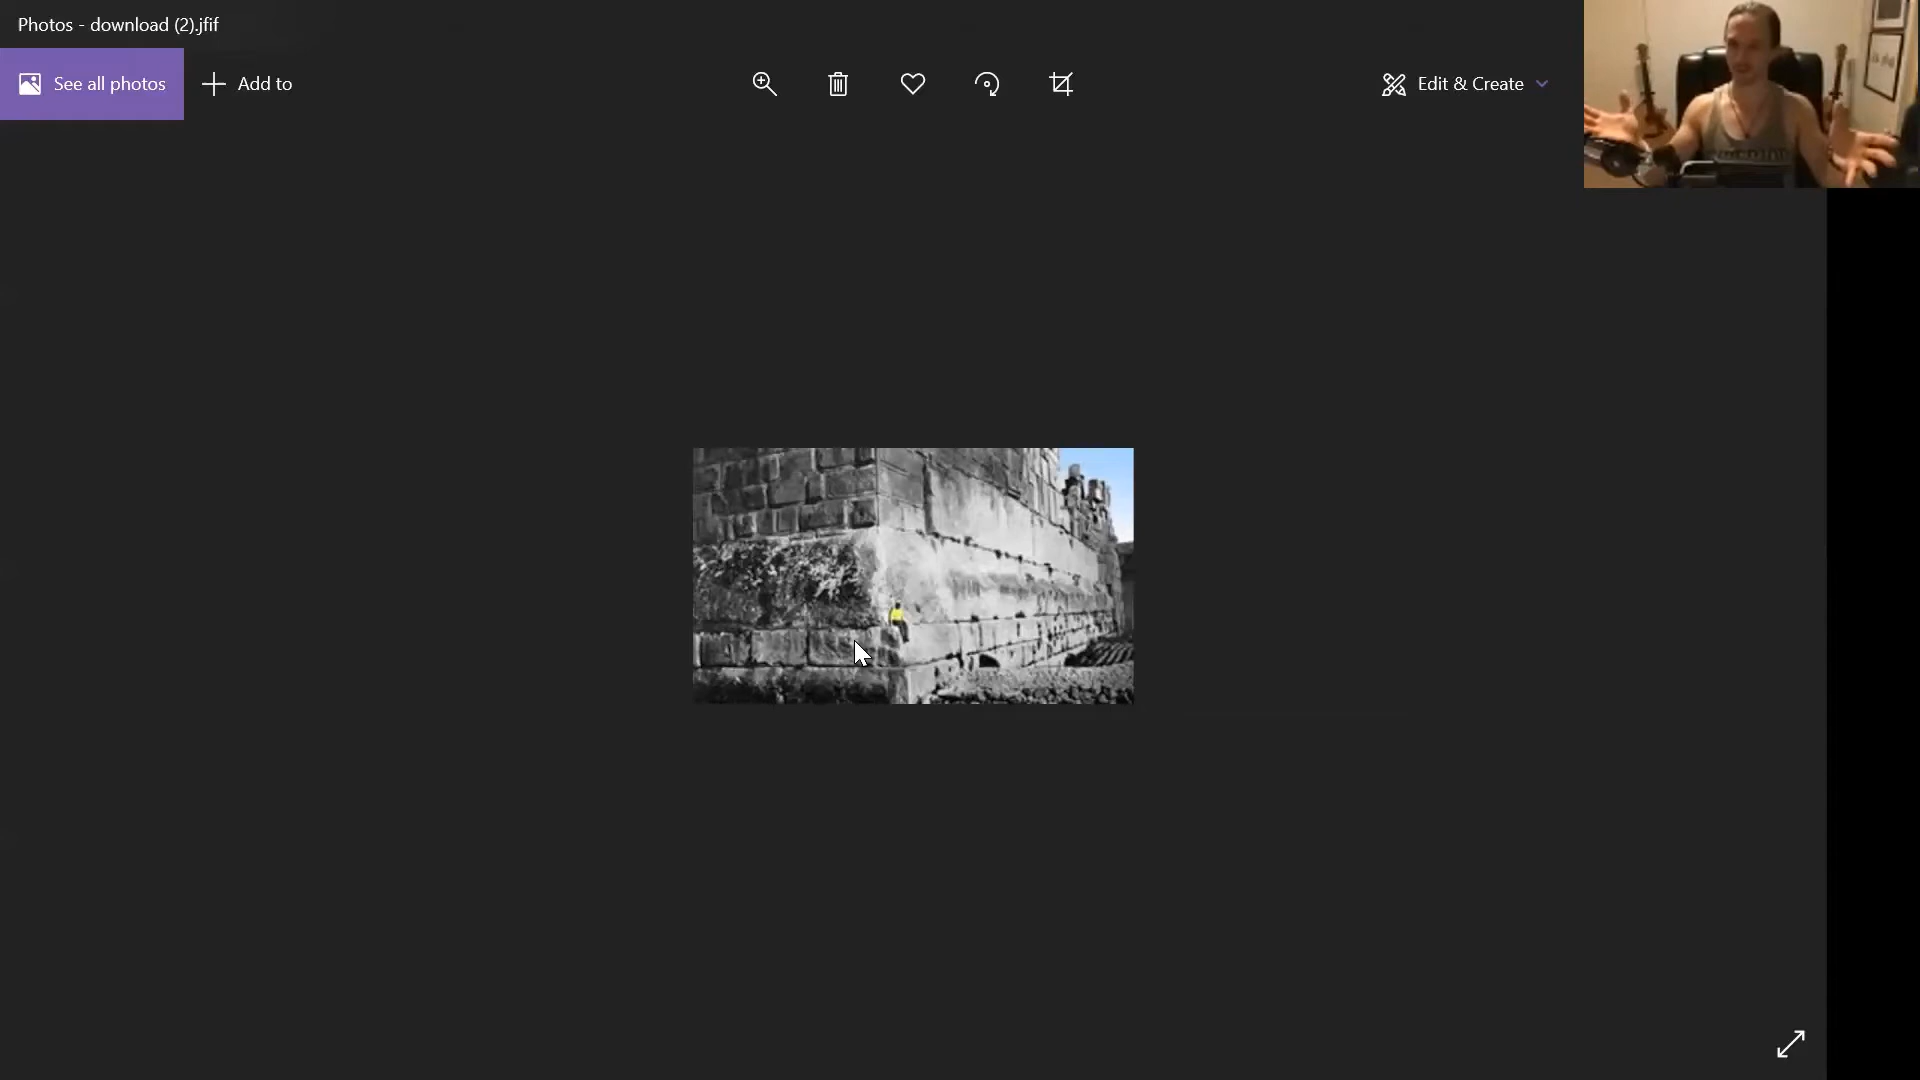 Photos - download (2).jfif
See all photos
Add to
Edit & Create